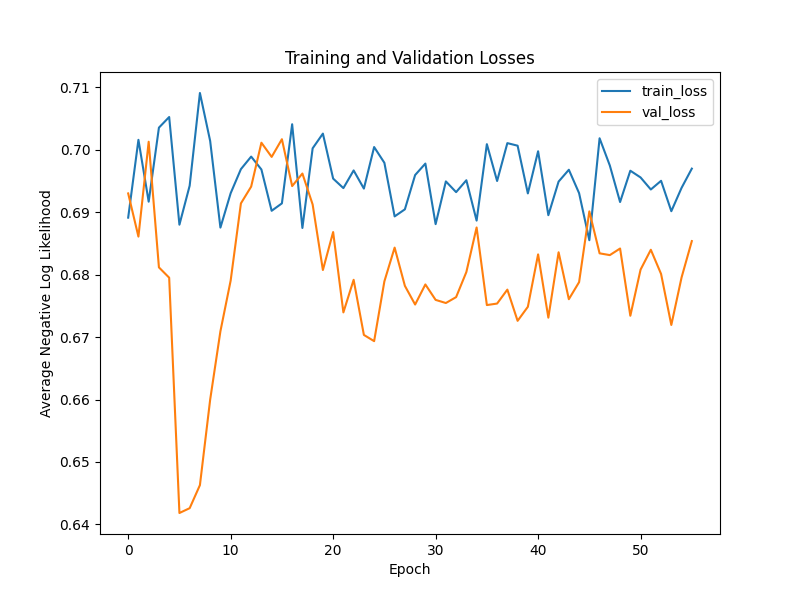 Training and Validation Losses
train_loss
val_loss
Average Negative Log Likelihood
0.71
0.70
0.69
0.68
0.67
0.66
0.65
0.64
0 10 20 30 40 50
Epoch